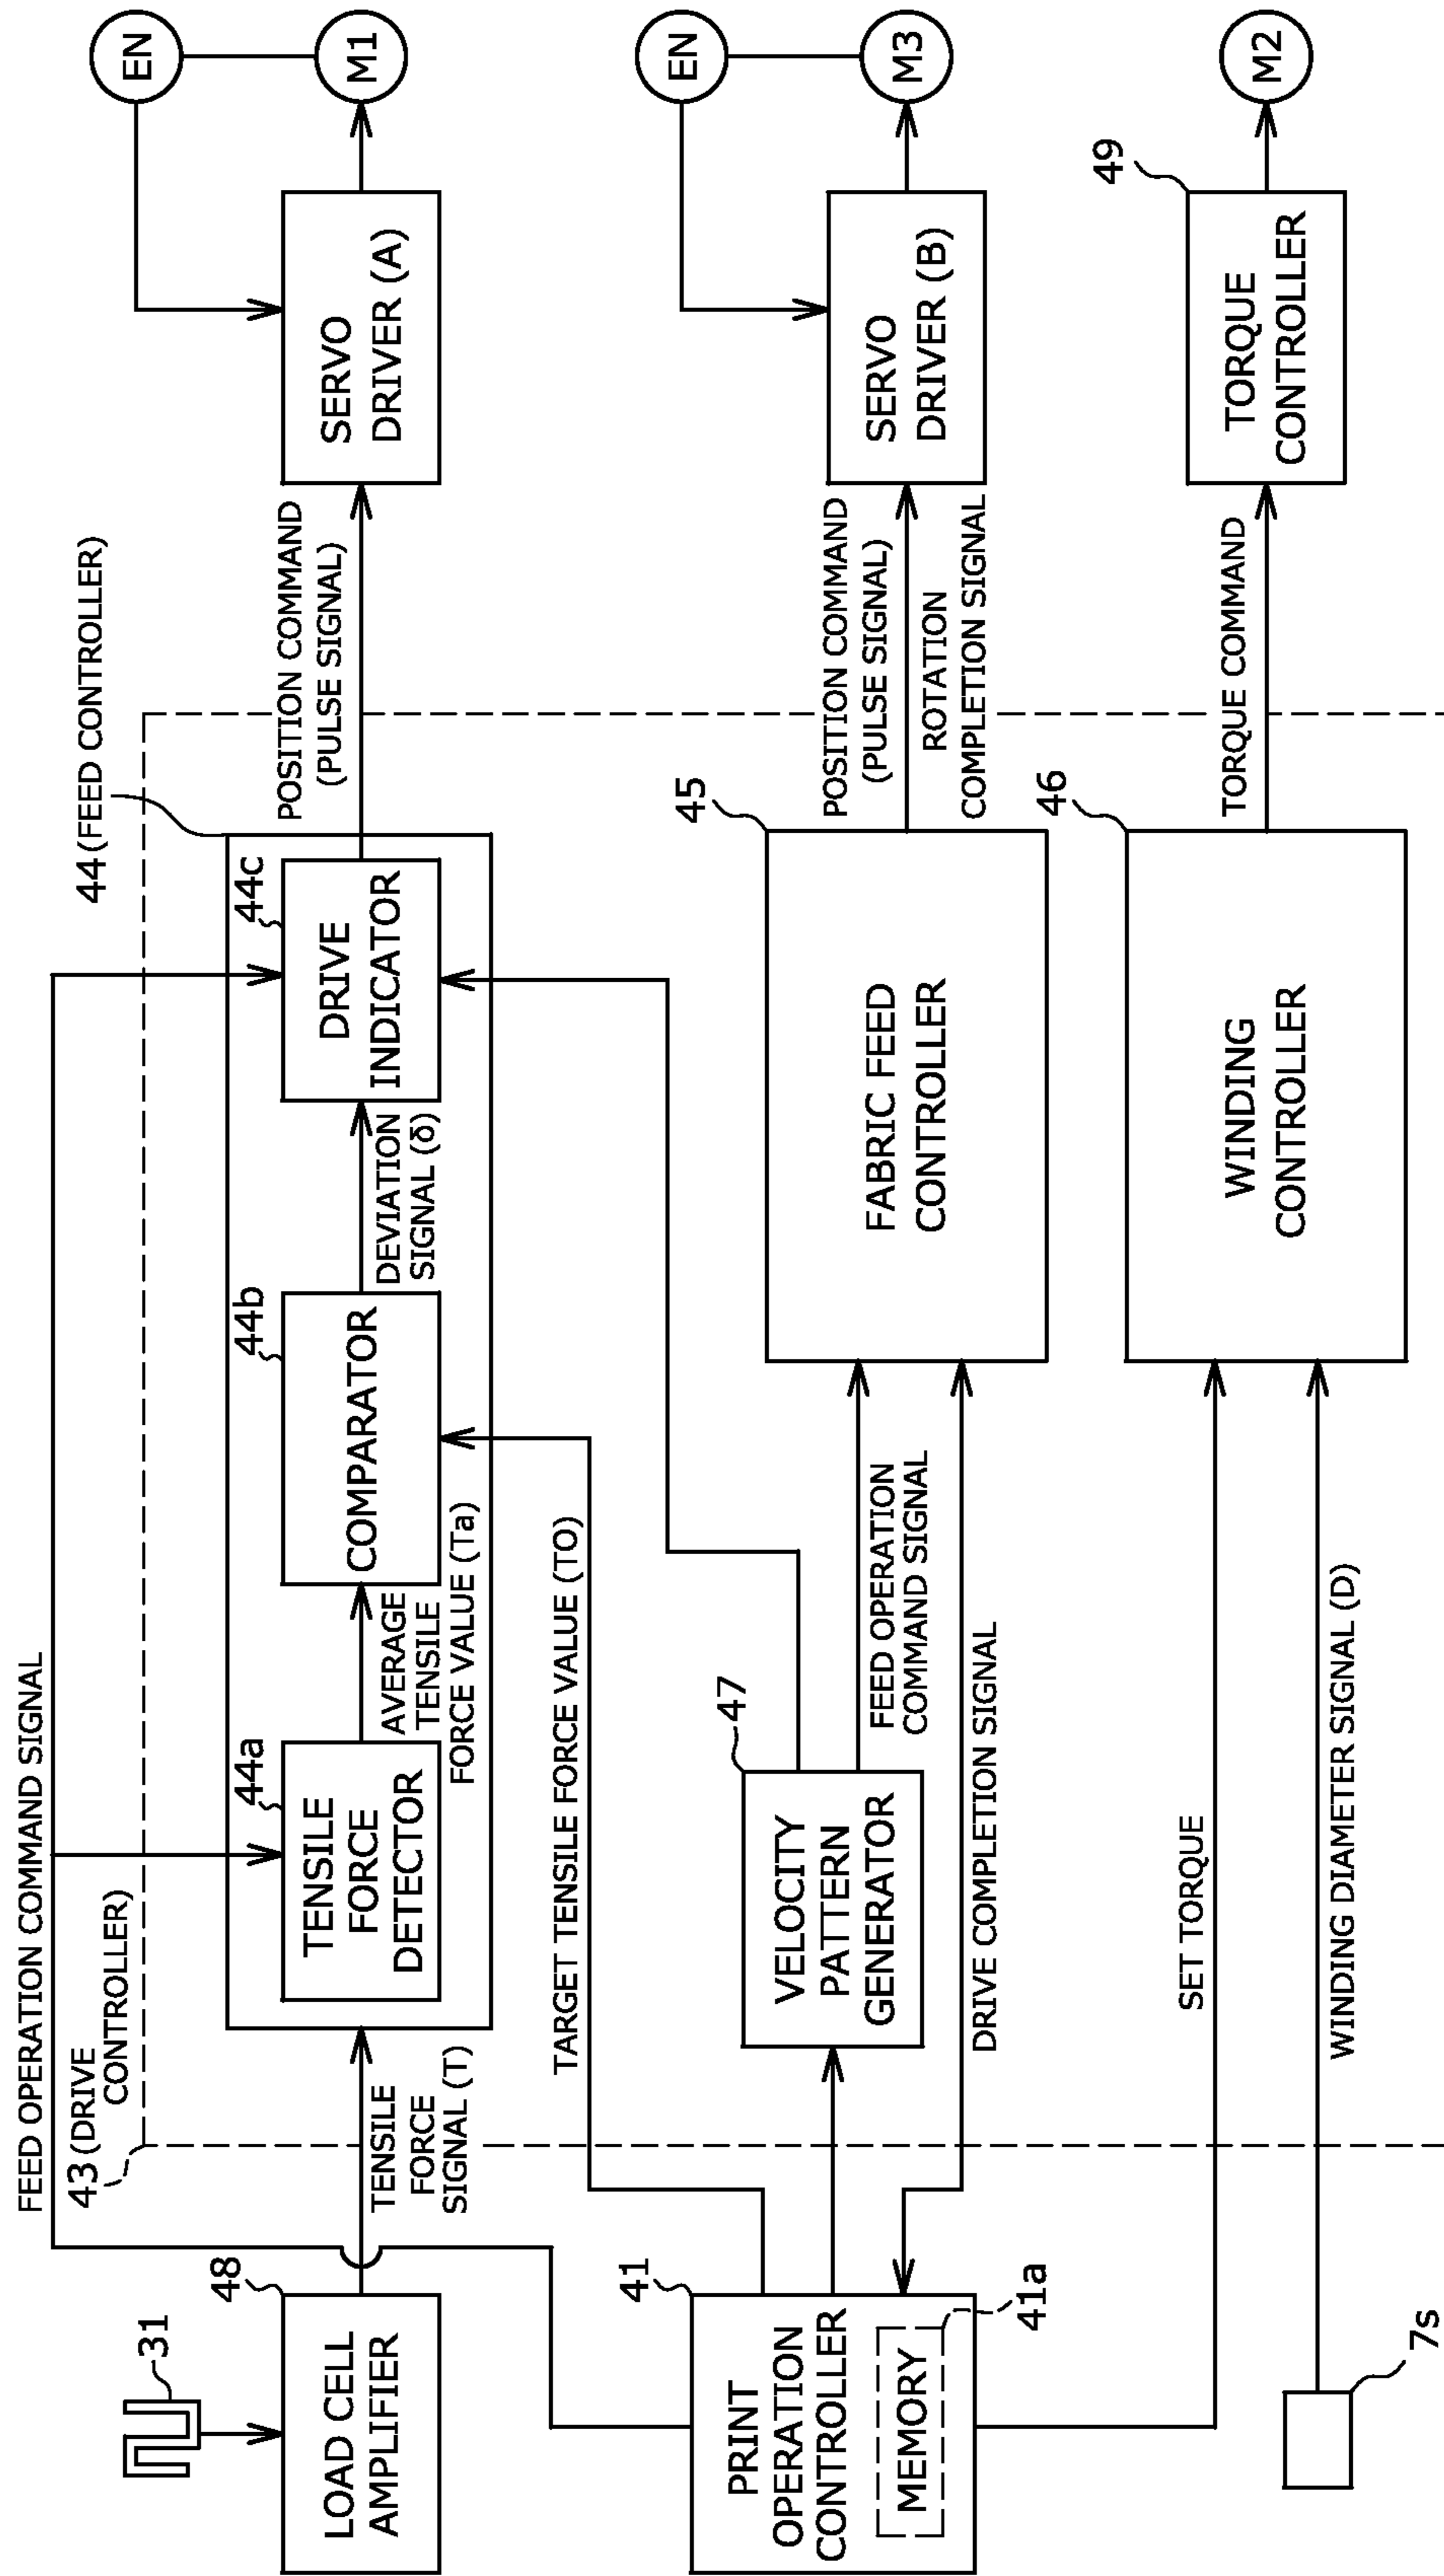 FEED OPERATION COMMAND SIGNAL
43 (DRIVE
CONTROLLER)
44 (FEED CONTROLLER)
31
48
LOAD CELL
AMPLIFIER
TENSILE
FORCE
SIGNAL (T)
44a
TENSILE
FORCE
DETECTOR
AVERAGE
TENSILE
FORCE VALUE (Ta)
44b
COMPARATOR
DEVIATION
SIGNAL (δ)
44c
DRIVE
INDICATOR
POSITION COMMAND
(PULSE SIGNAL)
SERVO
DRIVER (A)
EN
M1
TARGET TENSILE FORCE VALUE (TO)
41
PRINT
OPERATION
CONTROLLER
MEMORY
41a
47
VELOCITY
PATTERN
GENERATOR
FEED OPERATION
COMMAND SIGNAL
DRIVE COMPLETION SIGNAL
45
FABRIC FEED
CONTROLLER
POSITION COMMAND
(PULSE SIGNAL)
ROTATION
COMPLETION SIGNAL
SERVO
DRIVER (B)
EN
M3
SET TORQUE
7s
WINDING DIAMETER SIGNAL (D)
46
WINDING
CONTROLLER
TORQUE COMMAND
49
TORQUE
CONTROLLER
M2